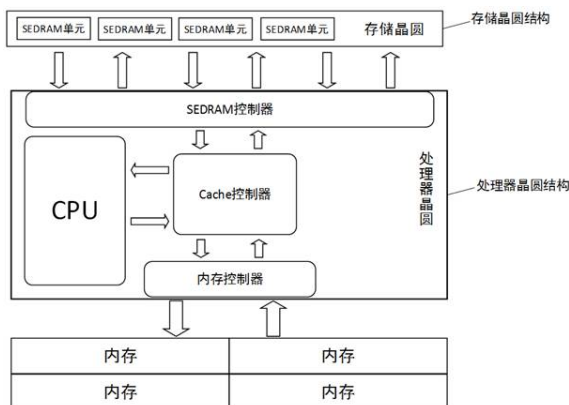 SEDRAM单元 SEDRAM单元 SEDRAM单元 SEDRAM单元 存储晶圆
存储晶圆结构
SEDRAM控制器
处理器晶圆
处理器晶圆结构
CPU
Cache控制器
内存控制器
内存 内存
内存 内存